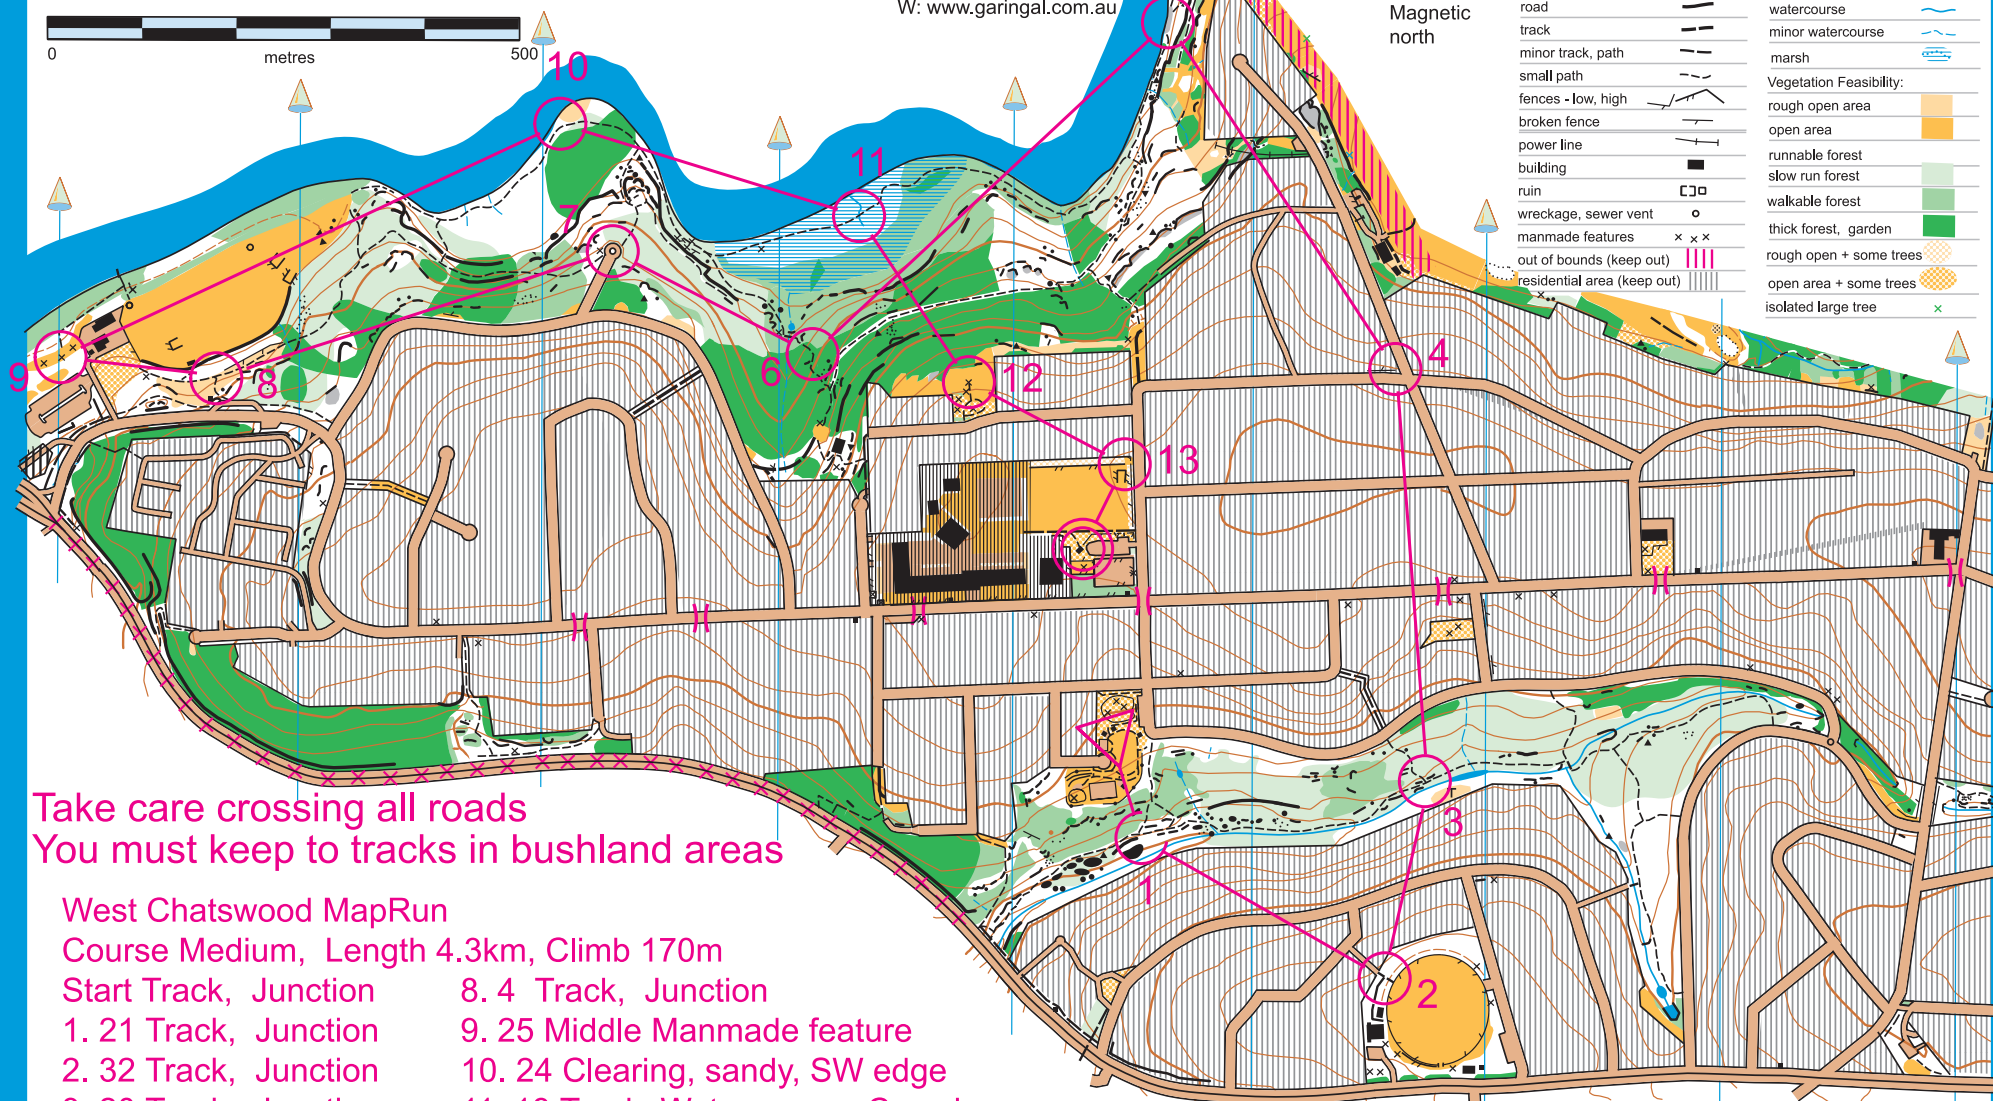 W: www.garingal.com.au
Magnetic
north
0
metres
500
road
track
minor track, path
small path
fences - low, high
broken fence
power line
building
ruin
wreckage, sewer vent
manmade features
out of bounds (keep out)
residential area (keep out)
watercourse
minor watercourse
marsh
Vegetation Feasibility:
rough open area
open area
runnable forest
slow run forest
walkable forest
thick forest, garden
rough open + some trees
open area + some trees
isolated large tree
10
11
7
4
9
8
6
12
13
3
1
2
Take care crossing all roads
You must keep to tracks in bushland areas
West Chatswood MapRun
Course Medium, Length 4.3km, Climb 170m
Start Track, Junction
1. 21 Track, Junction
2. 32 Track, Junction
8. 4 Track, Junction
9. 25 Middle Manmade feature
10. 24 Clearing, sandy, SW edge